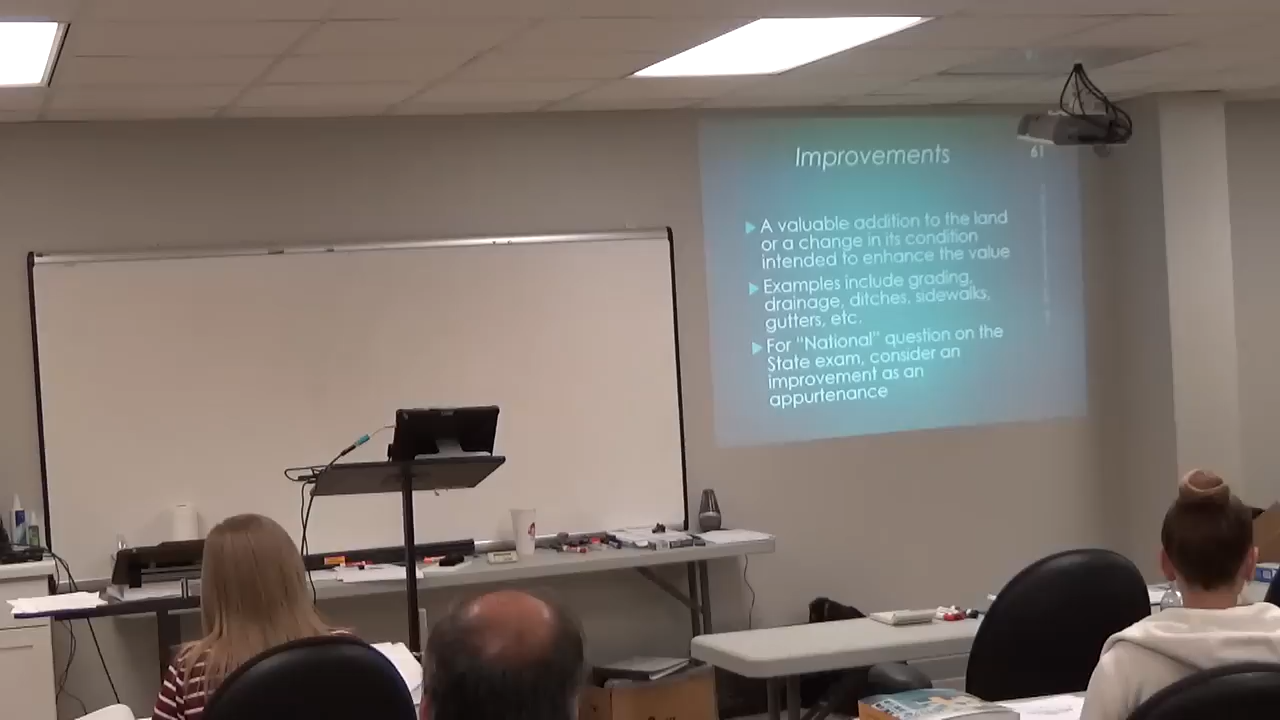 Improvements
61
A valuable addition to the land
or a change in its condition
intended to enhance the value
Examples include grading,
drainage, ditches, sidewalks,
gutters, etc.
For “National” question on the
State exam, consider an
improvement as an
appurtenance